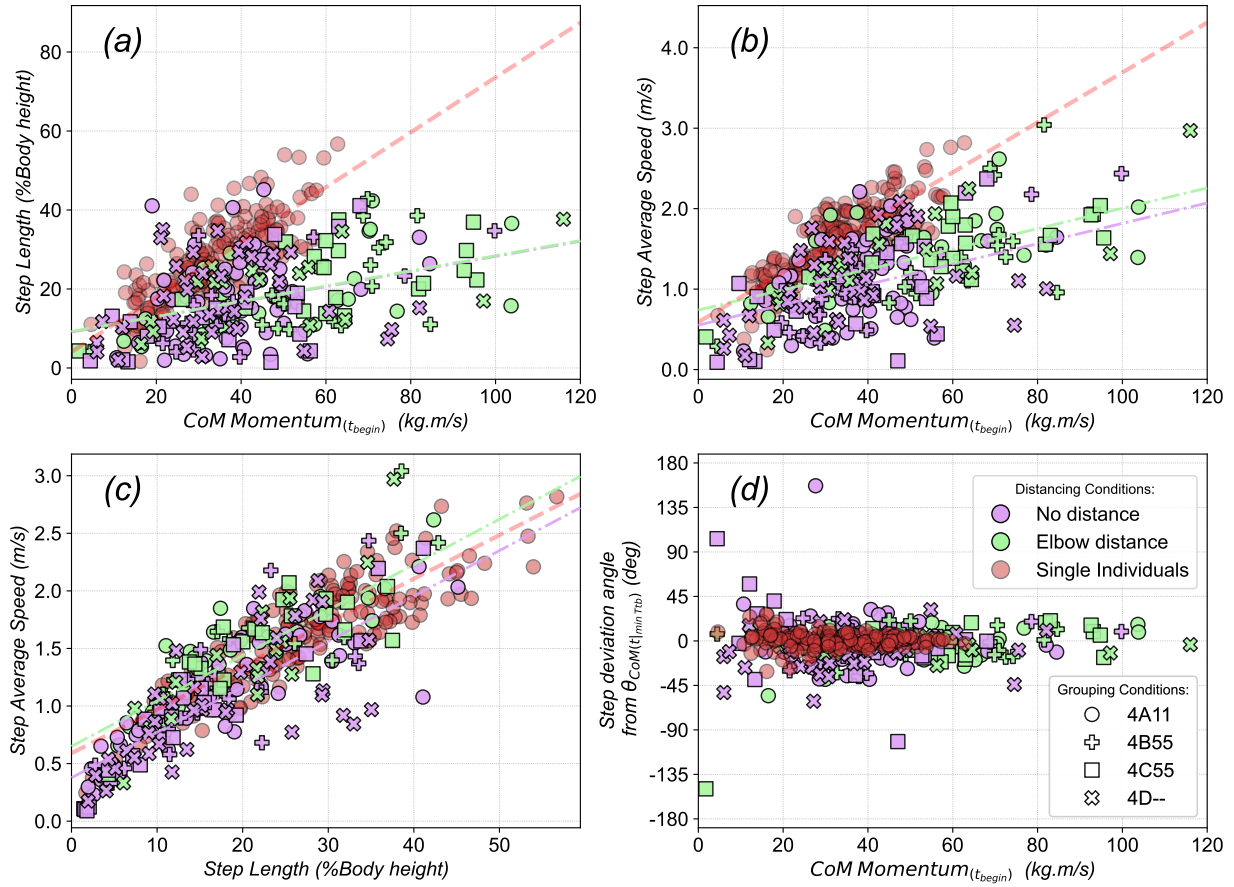 (a)
Step Length (%Body height)
80
60
40
20
0
0 20 40 60 80 100 120
CoM Momentum(t_begin) (kg.m/s)
(b)
Step Average Speed (m/s)
4.0
3.0
2.0
1.0
0.0
0 20 40 60 80 100 120
CoM Momentum(t_begin) (kg.m/s)
(c)
Step Average Speed (m/s)
3.0
2.5
2.0
1.5
1.0
0.5
0.0
0 10 20 30 40 50
Step Length (%Body height)
(d)
Step deviation angle
from θCoM(t|min Ttb) (deg)
180
135
90
45
0
-45
-90
-135
-180
Distancing Conditions:
No distance
Elbow distance
Single Individuals
Grouping Conditions:
4A11
4B55
4C55
4D--
0 20 40 60 80 100 120
CoM Momentum(t_begin) (kg.m/s)